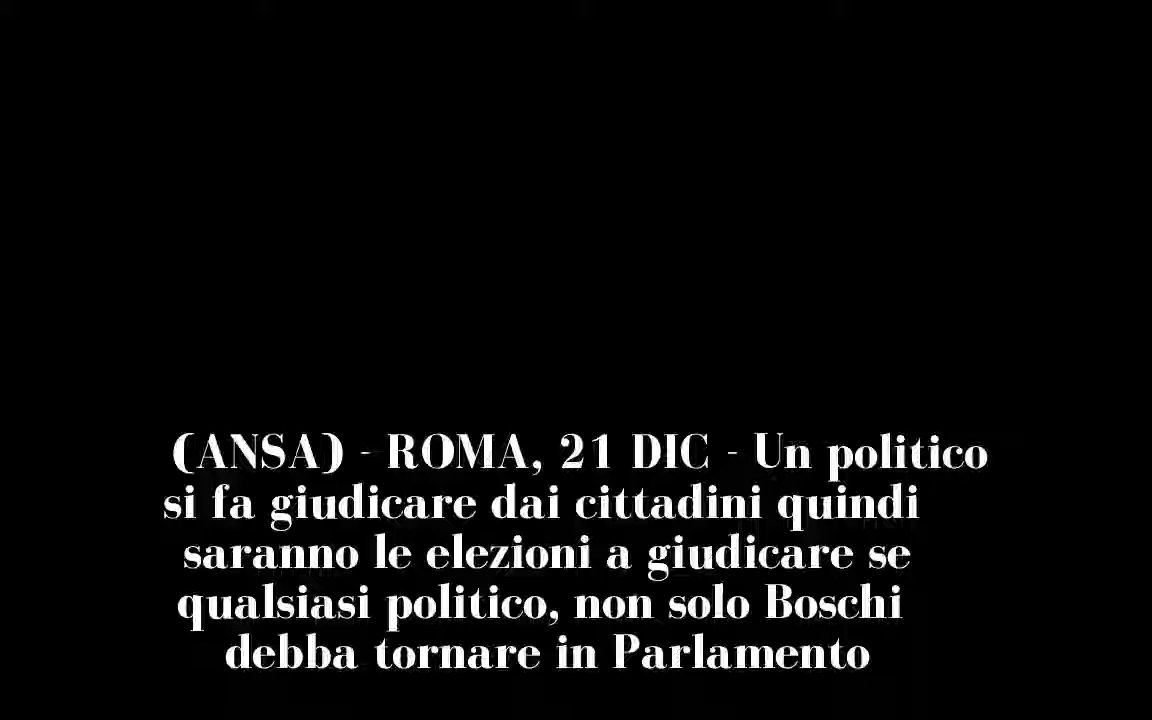 (ANSA) - ROMA, 21 DIC - Un politico
si fa giudicare dai cittadini quindi
saranno le elezioni a giudicare se
qualsiasi politico, non solo Boschi
debba tornare in Parlamento